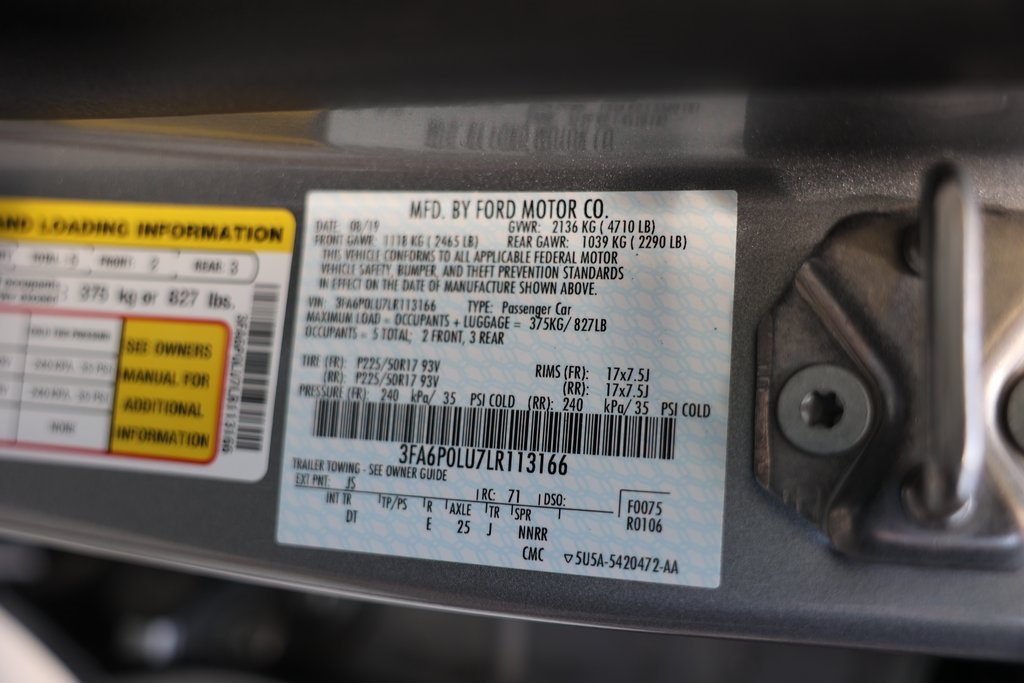 AND LOADING INFORMATION
REAR 3
375 kg or 827 lbs.
SEE OWNERS
MANUAL FOR
ADDITIONAL
INFORMATION
3FA6P0LU7LR113166
MFD. BY FORD MOTOR CO.
DATE: 08/19 GVWR: 2136 KG ( 4710 LB)
FRONT GAWR: 1118 KG ( 2465 LB) REAR GAWR: 1039 KG ( 2290 LB)
THIS VEHICLE CONFORMS TO ALL APPLICABLE FEDERAL MOTOR
VEHICLE SAFETY, BUMPER, AND THEFT PREVENTION STANDARDS
IN EFFECT ON THE DATE OF MANUFACTURE SHOWN ABOVE.
VIN: 3FA6P0LU7LR113166 TYPE: Passenger Car
MAXIMUM LOAD = OCCUPANTS + LUGGAGE = 375KG/827LB
OCCUPANTS = 5 TOTAL; 2 FRONT, 3 REAR
TIRE (FR): P225/50R17 93V RIMS (FR): 17x7.5J
(RR): P225/50R17 93V (RR): 17x7.5J
PRESSURE (FR): 240 kPa/ 35 PSI COLD (RR): 240 kPa/ 35 PSI COLD
3FA6P0LU7LR113166
TRAILER TOWING - SEE OWNER GUIDE
EXT PNT: JS RC: 71 DSO: F0075
INT TR TP/PS R AXLE TR SPR R0106
DT E 25 J NNRR
CMC ▽5U5A-5420472-AA